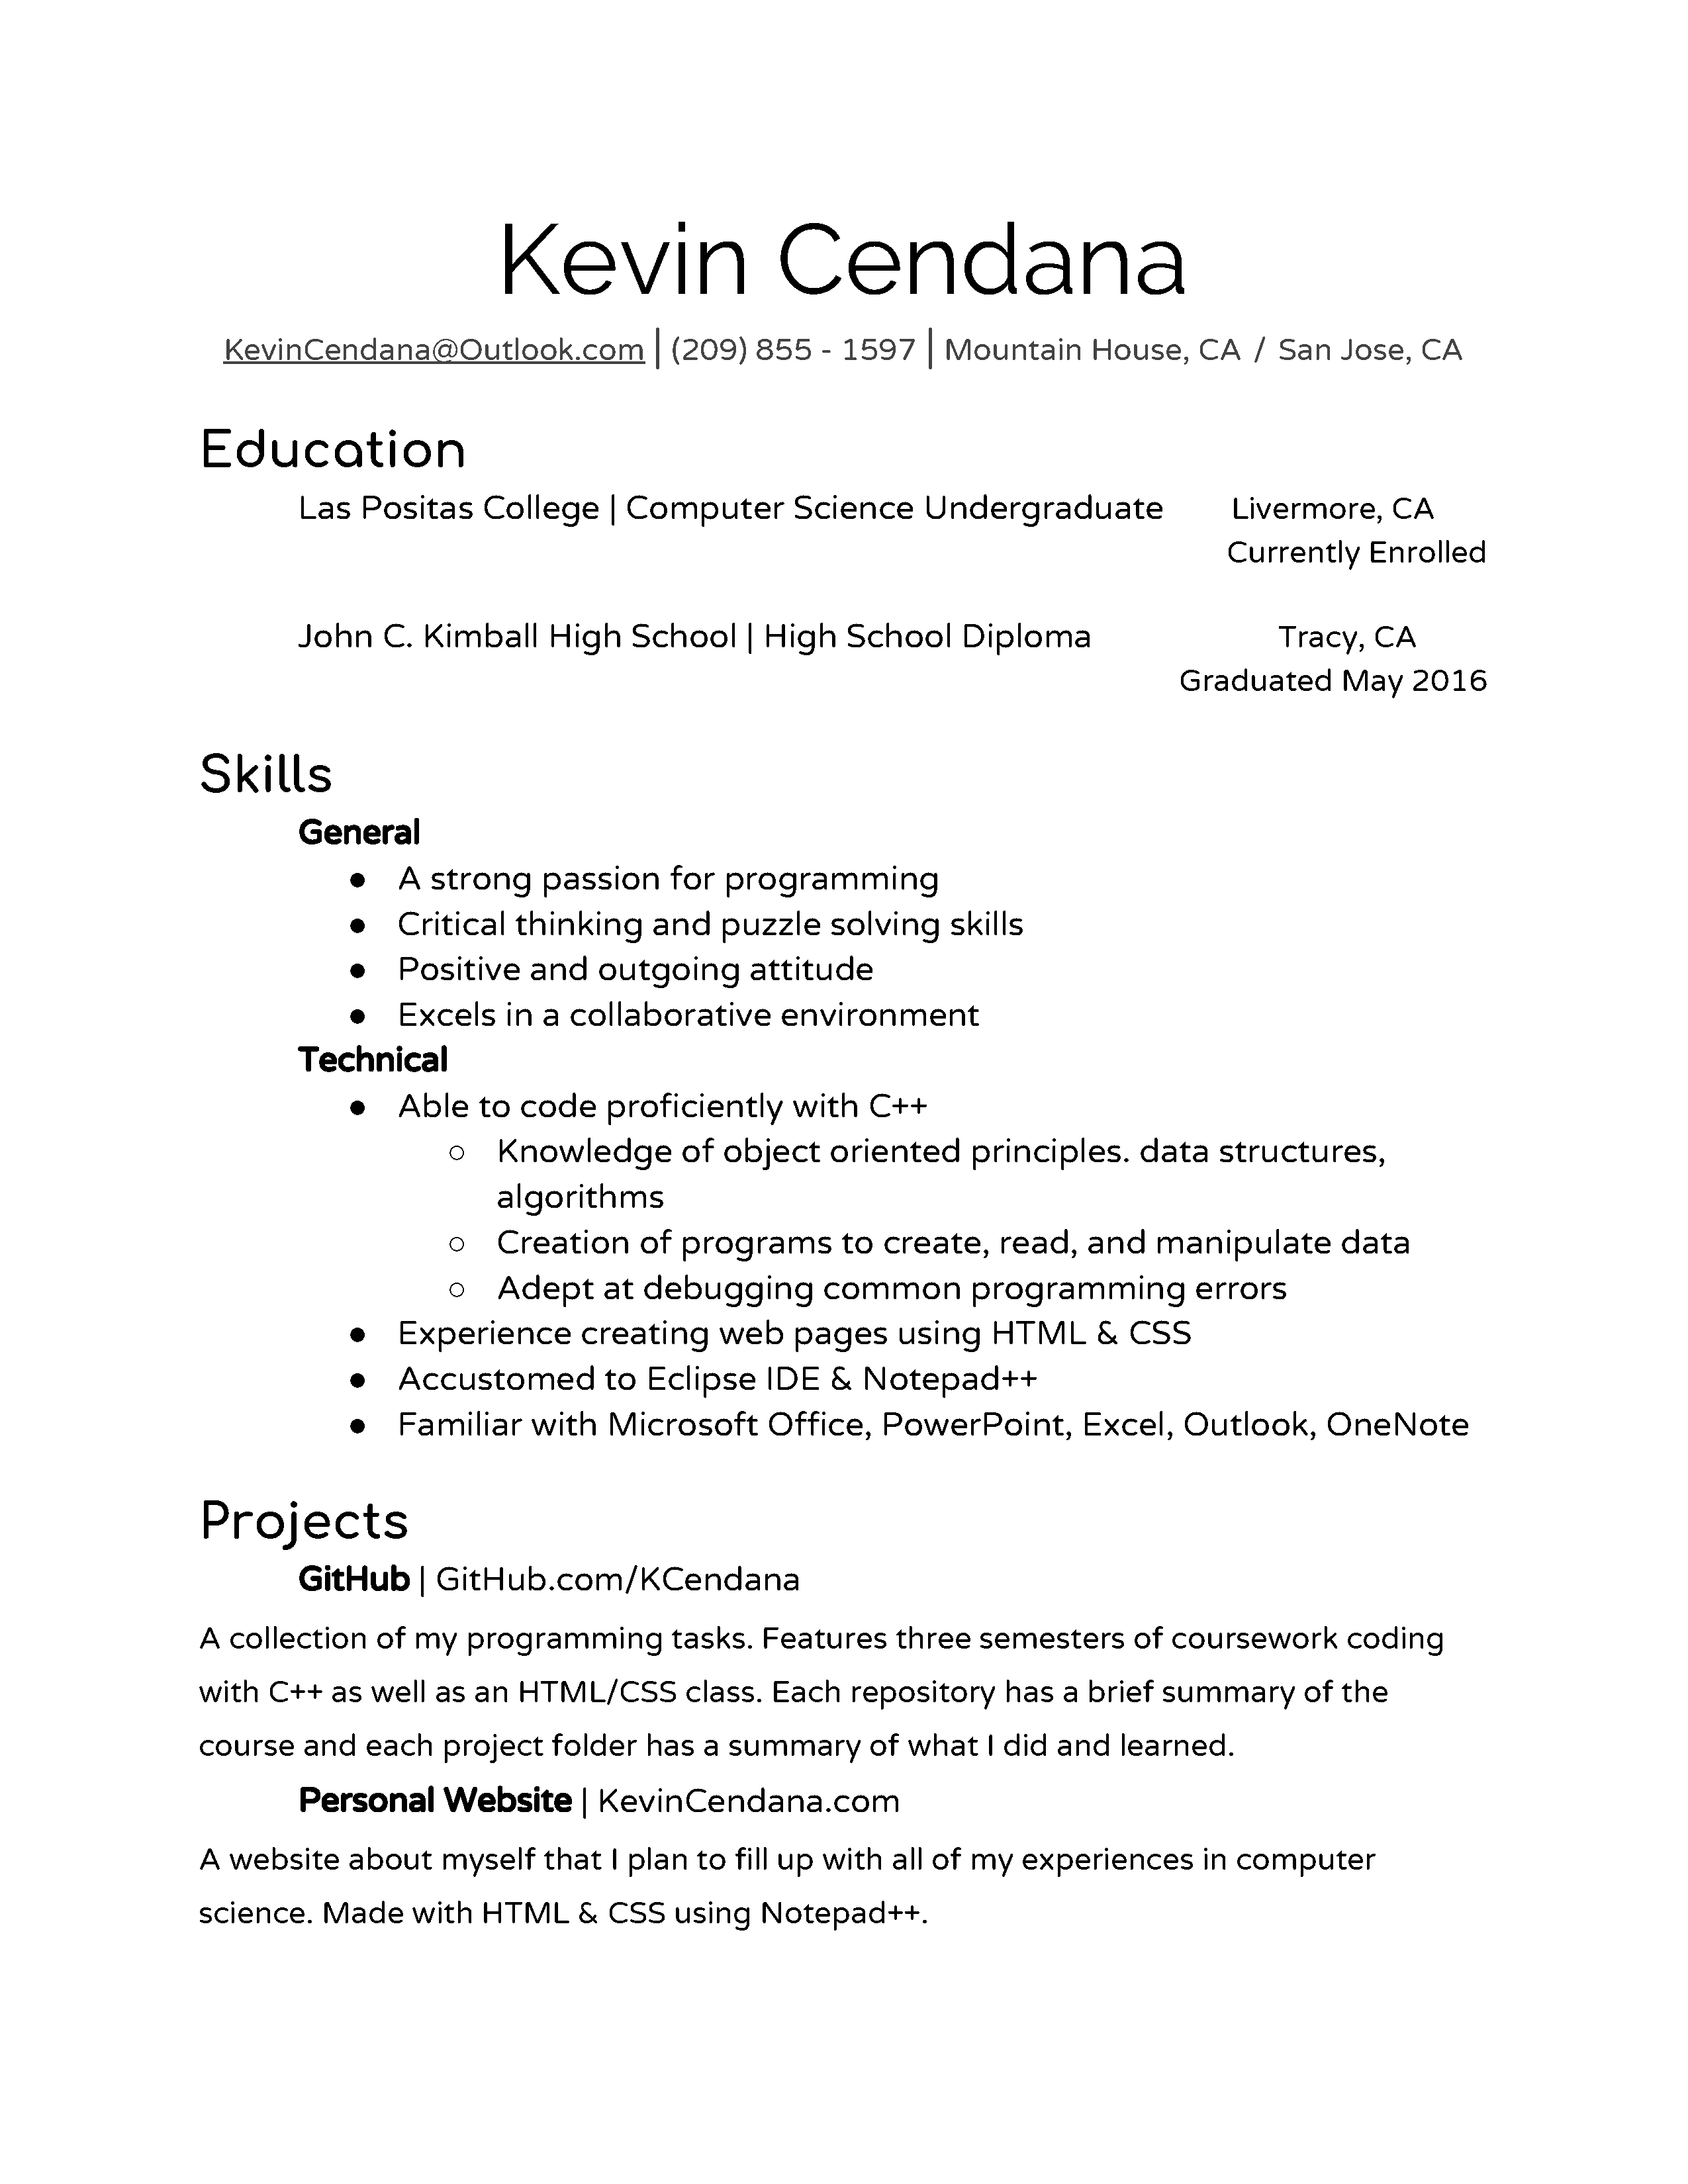 Kevin Cendana
KevinCendana@Outlook.com | (209) 855 - 1597 | Mountain House, CA / San Jose, CA
Education
Las Positas College | Computer Science Undergraduate Livermore, CA
Currently Enrolled
John C. Kimball High School | High School Diploma Tracy, CA
Graduated May 2016
Skills
General
● A strong passion for programming
● Critical thinking and puzzle solving skills
● Positive and outgoing attitude
● Excels in a collaborative environment
Technical
● Able to code proficiently with C++
○ Knowledge of object oriented principles. data structures,
algorithms
○ Creation of programs to create, read, and manipulate data
○ Adept at debugging common programming errors
● Experience creating web pages using HTML & CSS
● Accustomed to Eclipse IDE & Notepad++
● Familiar with Microsoft Office, PowerPoint, Excel, Outlook, OneNote
Projects
GitHub | GitHub.com/KCendana
A collection of my programming tasks. Features three semesters of coursework coding
with C++ as well as an HTML/CSS class. Each repository has a brief summary of the
course and each project folder has a summary of what I did and learned.
Personal Website | KevinCendana.com
A website about myself that I plan to fill up with all of my experiences in computer
science. Made with HTML & CSS using Notepad++.